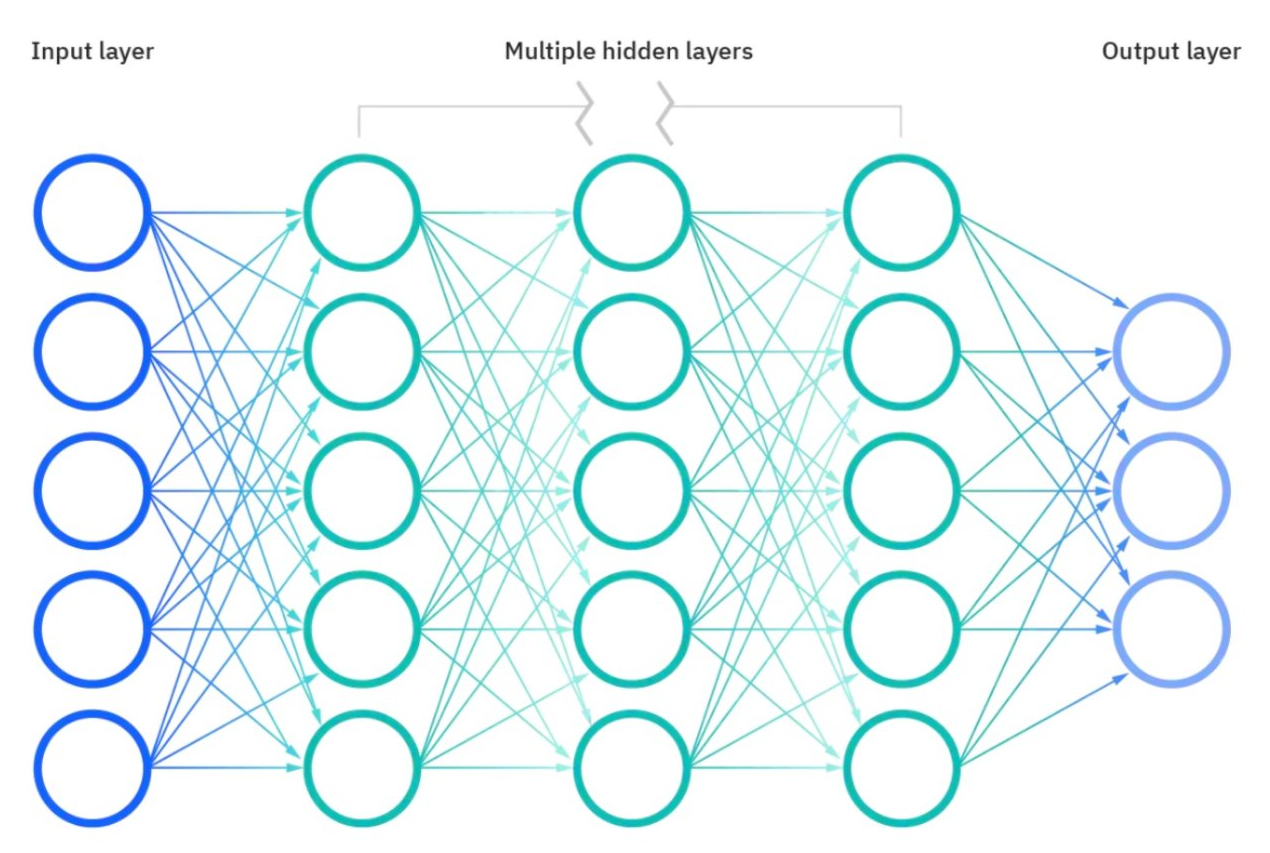 Input layer
Multiple hidden layers
Output layer